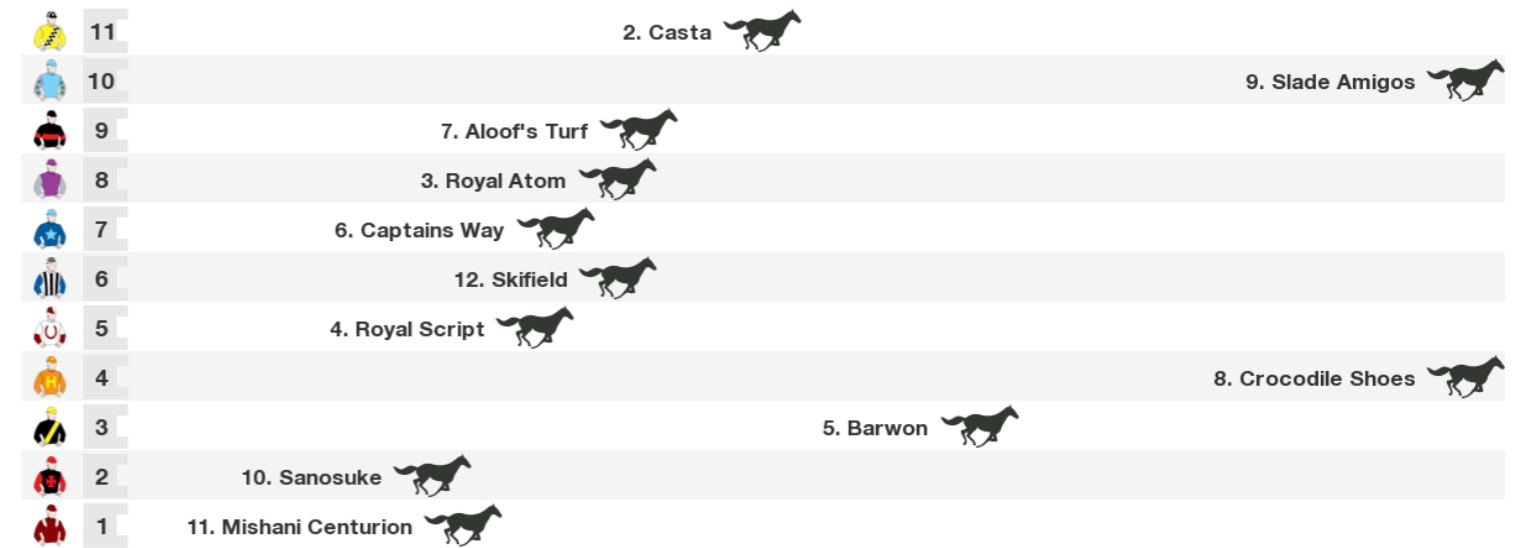 11 2. Casta
10 9. Slade Amigos
9 7. Aloof's Turf
8 3. Royal Atom
7 6. Captains Way
6 12. Skifield
5 4. Royal Script
H 4 8. Crocodile Shoes
3 5. Barwon
2 10. Sanosuke
1 11. Mishani Centurion